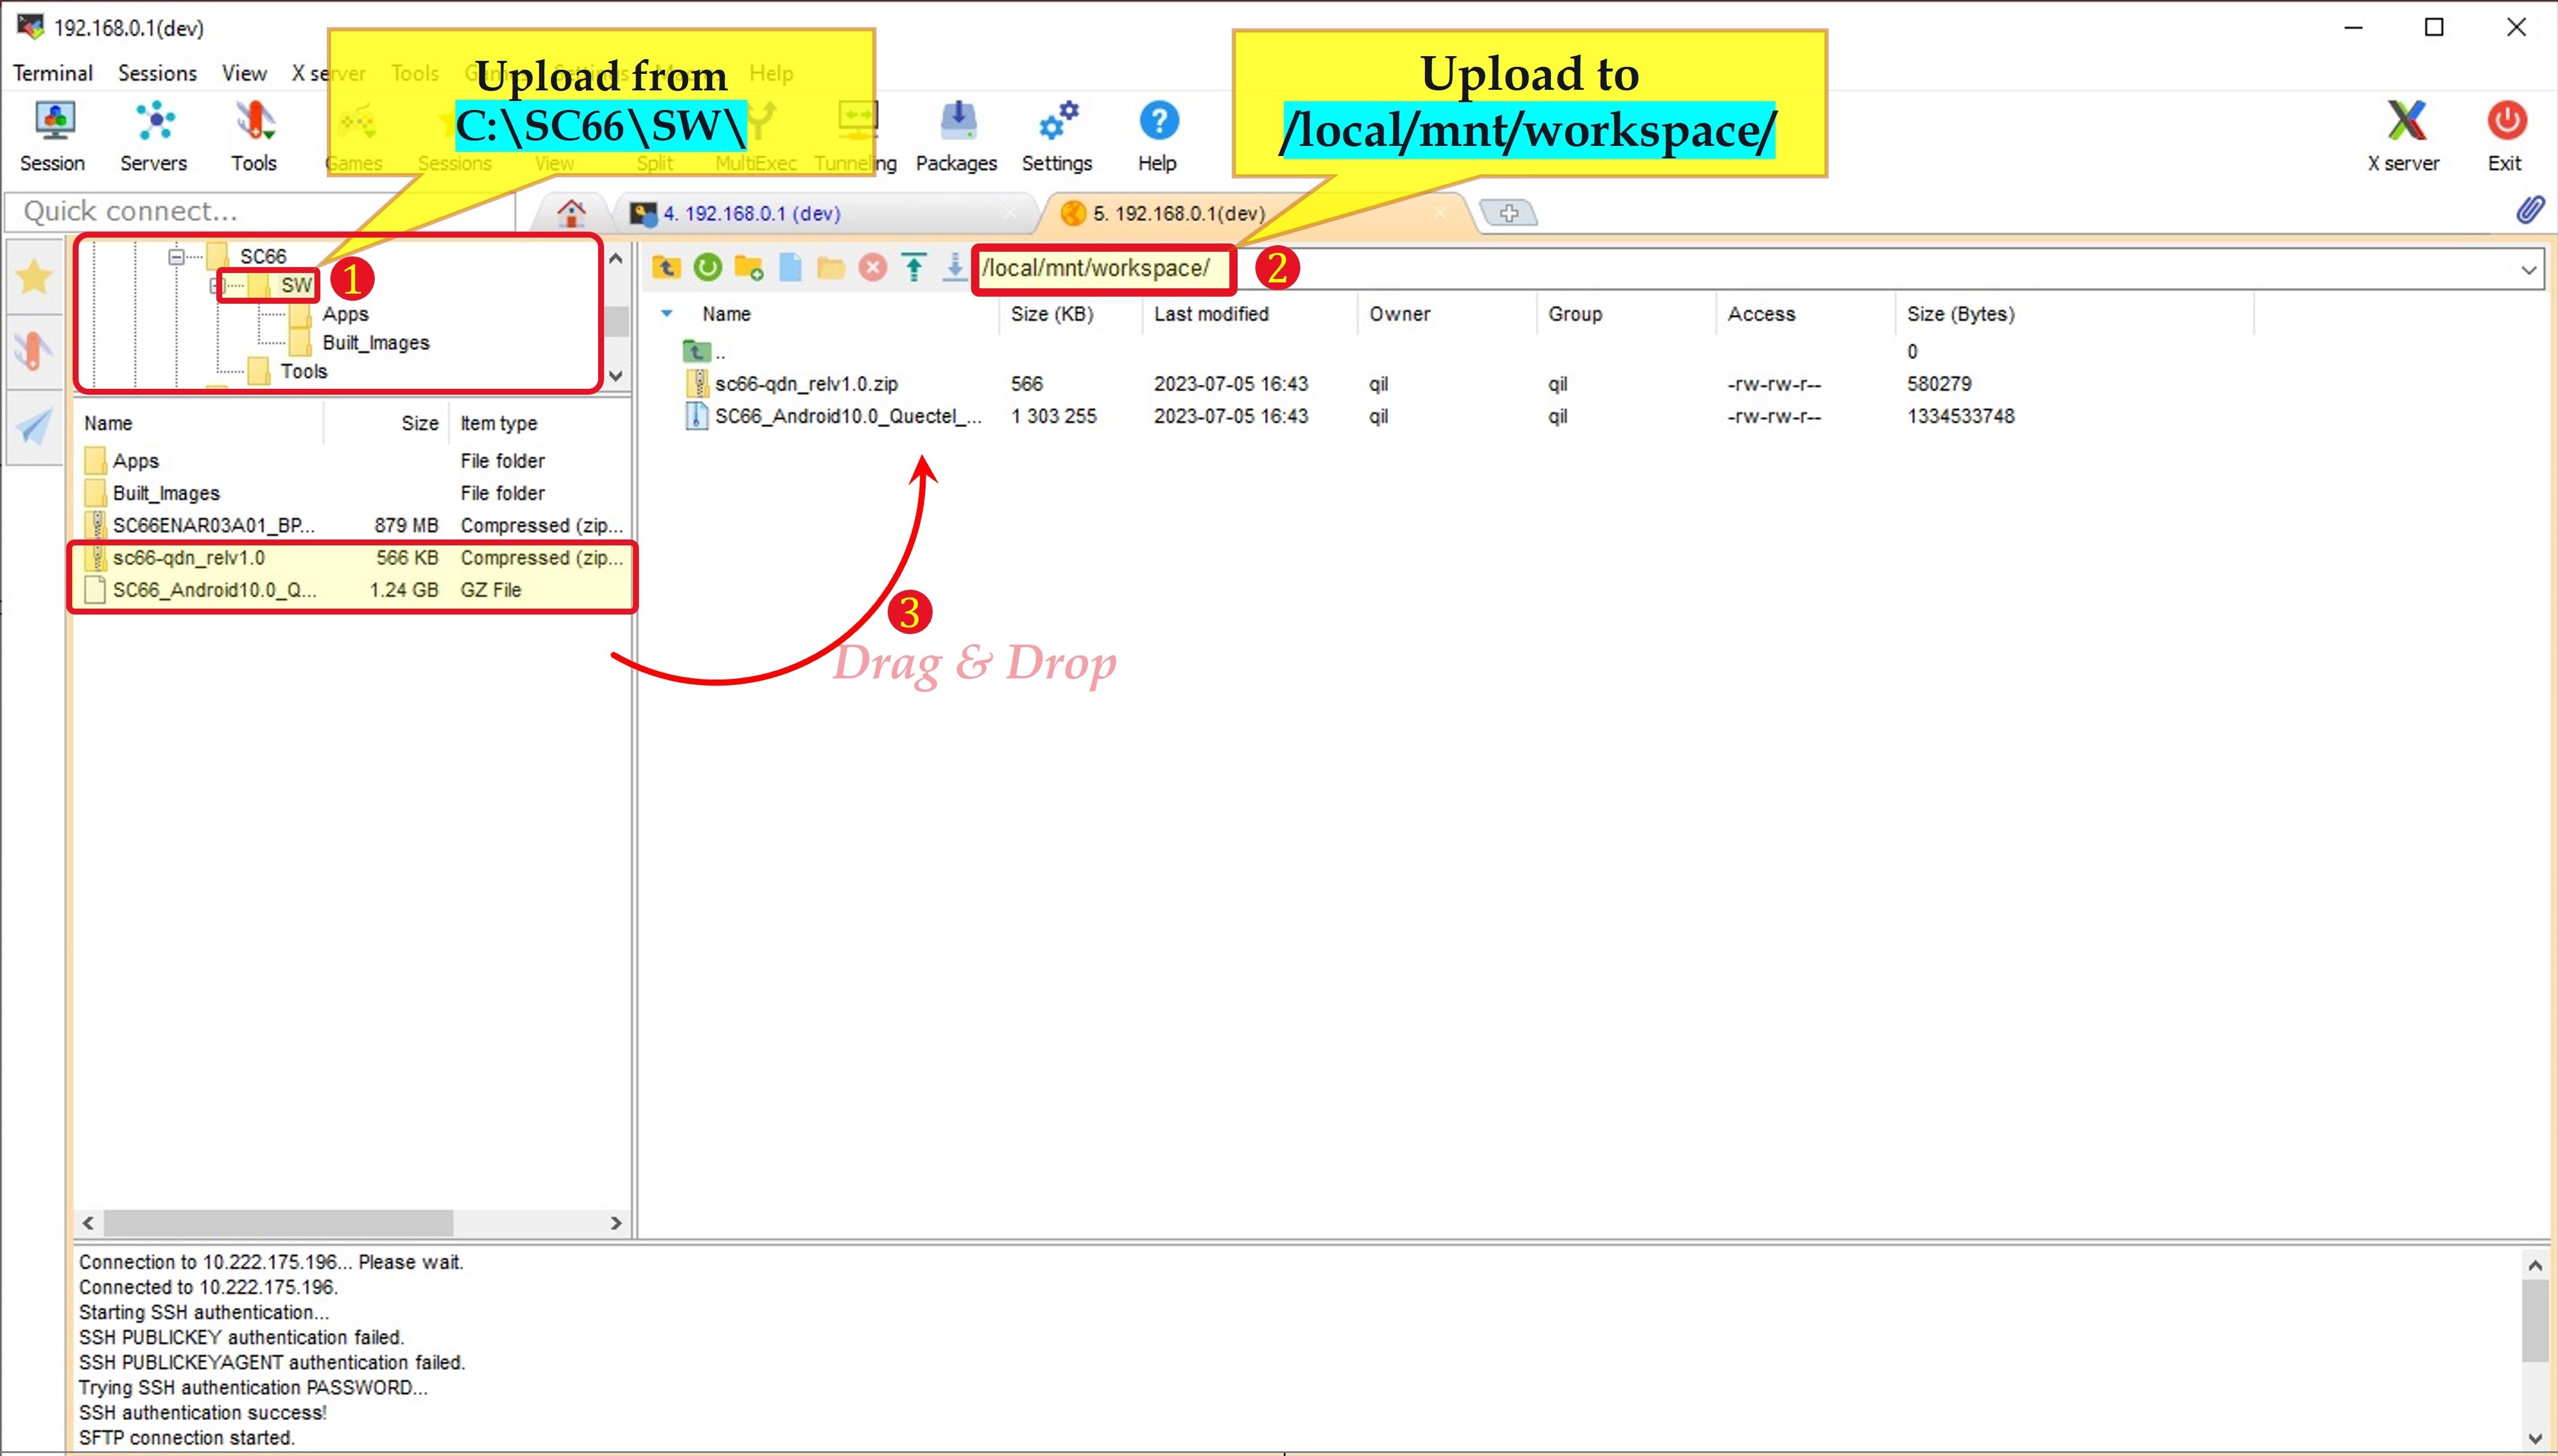 192.168.0.1(dev)
Terminal Sessions View X server Tools Games Settings Macros Help
Upload from
C:\SC66\SW\
Upload to
/local/mnt/workspace/
Session Servers Tools Games Sessions View Split MultiExec Tunneling Packages Settings Help X server Exit
Quick connect...
4. 192.168.0.1 (dev)
5. 192.168.0.1(dev)
SC66
SW
1
Apps
Built_Images
Tools
/local/mnt/workspace/
2
Name Size Item type
Apps File folder
Built_Images File folder
SC66ENAR03A01_BP... 879 MB Compressed (zip...
sc66-qdn_relv1.0 566 KB Compressed (zip...
SC66_Android10.0_Q... 1.24 GB GZ File
Name Size (KB) Last modified Owner Group Access Size (Bytes)
.. 0
sc66-qdn_relv1.0.zip 566 2023-07-05 16:43 qil qil -rw-rw-r-- 580279
SC66_Android10.0_Quectel_... 1 303 255 2023-07-05 16:43 qil qil -rw-rw-r-- 1334533748
3
Drag & Drop
Connection to 10.222.175.196... Please wait.
Connected to 10.222.175.196.
Starting SSH authentication...
SSH PUBLICKEY authentication failed.
SSH PUBLICKEYAGENT authentication failed.
Trying SSH authentication PASSWORD...
SSH authentication success!
SFTP connection started.